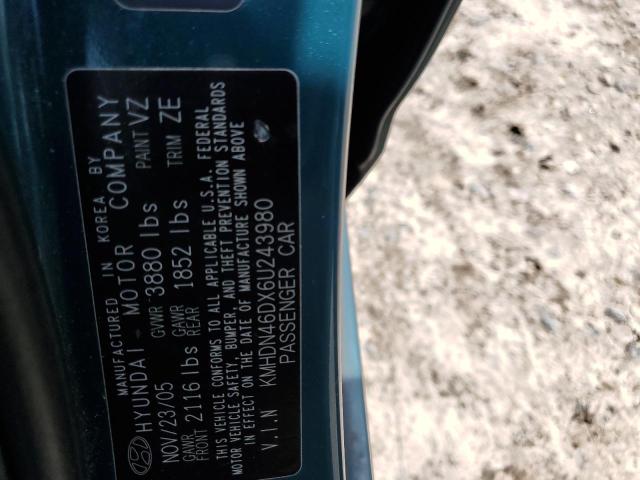 MANUFACTURED IN KOREA BY
HYUNDAI MOTOR COMPANY
NOV/23/05 GVWR 3880 lbs PAINT VZ
GAWR FRONT 2116 lbs GAWR REAR 1852 lbs TRIM ZE
THIS VEHICLE CONFORMS TO ALL APPLICABLE U.S.A. FEDERAL
MOTOR VEHICLE SAFETY, BUMPER, AND THEFT PREVENTION STANDARDS
IN EFFECT ON THE DATE OF MANUFACTURE SHOWN ABOVE
V.I.N KMHDN46DX6U243980
PASSENGER CAR